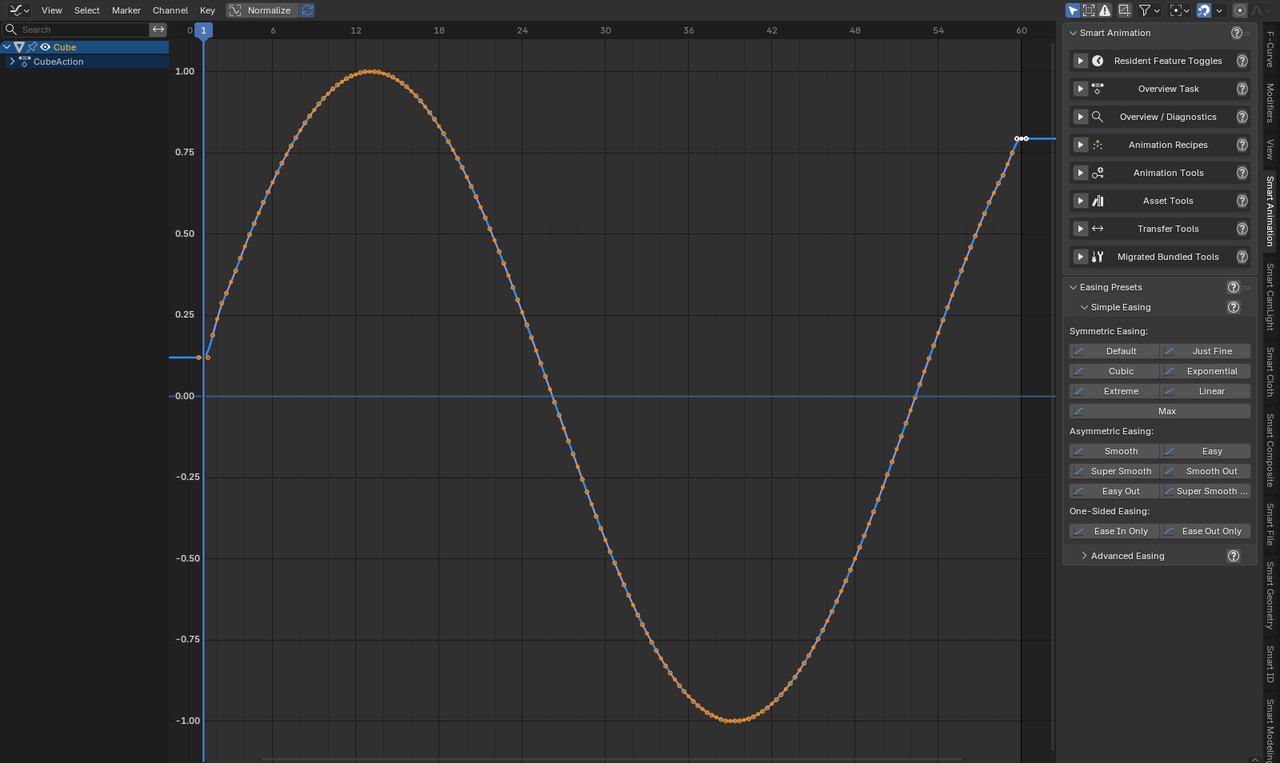 View Select Marker Channel Key Normalize
Search
0 1 6 12 18 24 30 36 42 48 54 60
Cube
CubeAction
1.00
0.75
0.50
0.25
0.00
-0.25
-0.50
-0.75
-1.00
Smart Animation ?
Resident Feature Toggles ?
Overview Task ?
Overview / Diagnostics ?
Animation Recipes ?
Animation Tools ?
Asset Tools ?
Transfer Tools ?
Migrated Bundled Tools ?
Easing Presets ?
Simple Easing ?
Symmetric Easing:
Default Just Fine
Cubic Exponential
Extreme Linear
Max
Asymmetric Easing:
Smooth Easy
Super Smooth Smooth Out
Easy Out Super Smooth ...
One-Sided Easing:
Ease In Only Ease Out Only
Advanced Easing ?
F-Curve
Modifiers
View
Smart Animation
Smart CamLight
Smart Cloth
Smart Composite
Smart File
Smart Geometry
Smart ID
Smart Modeling